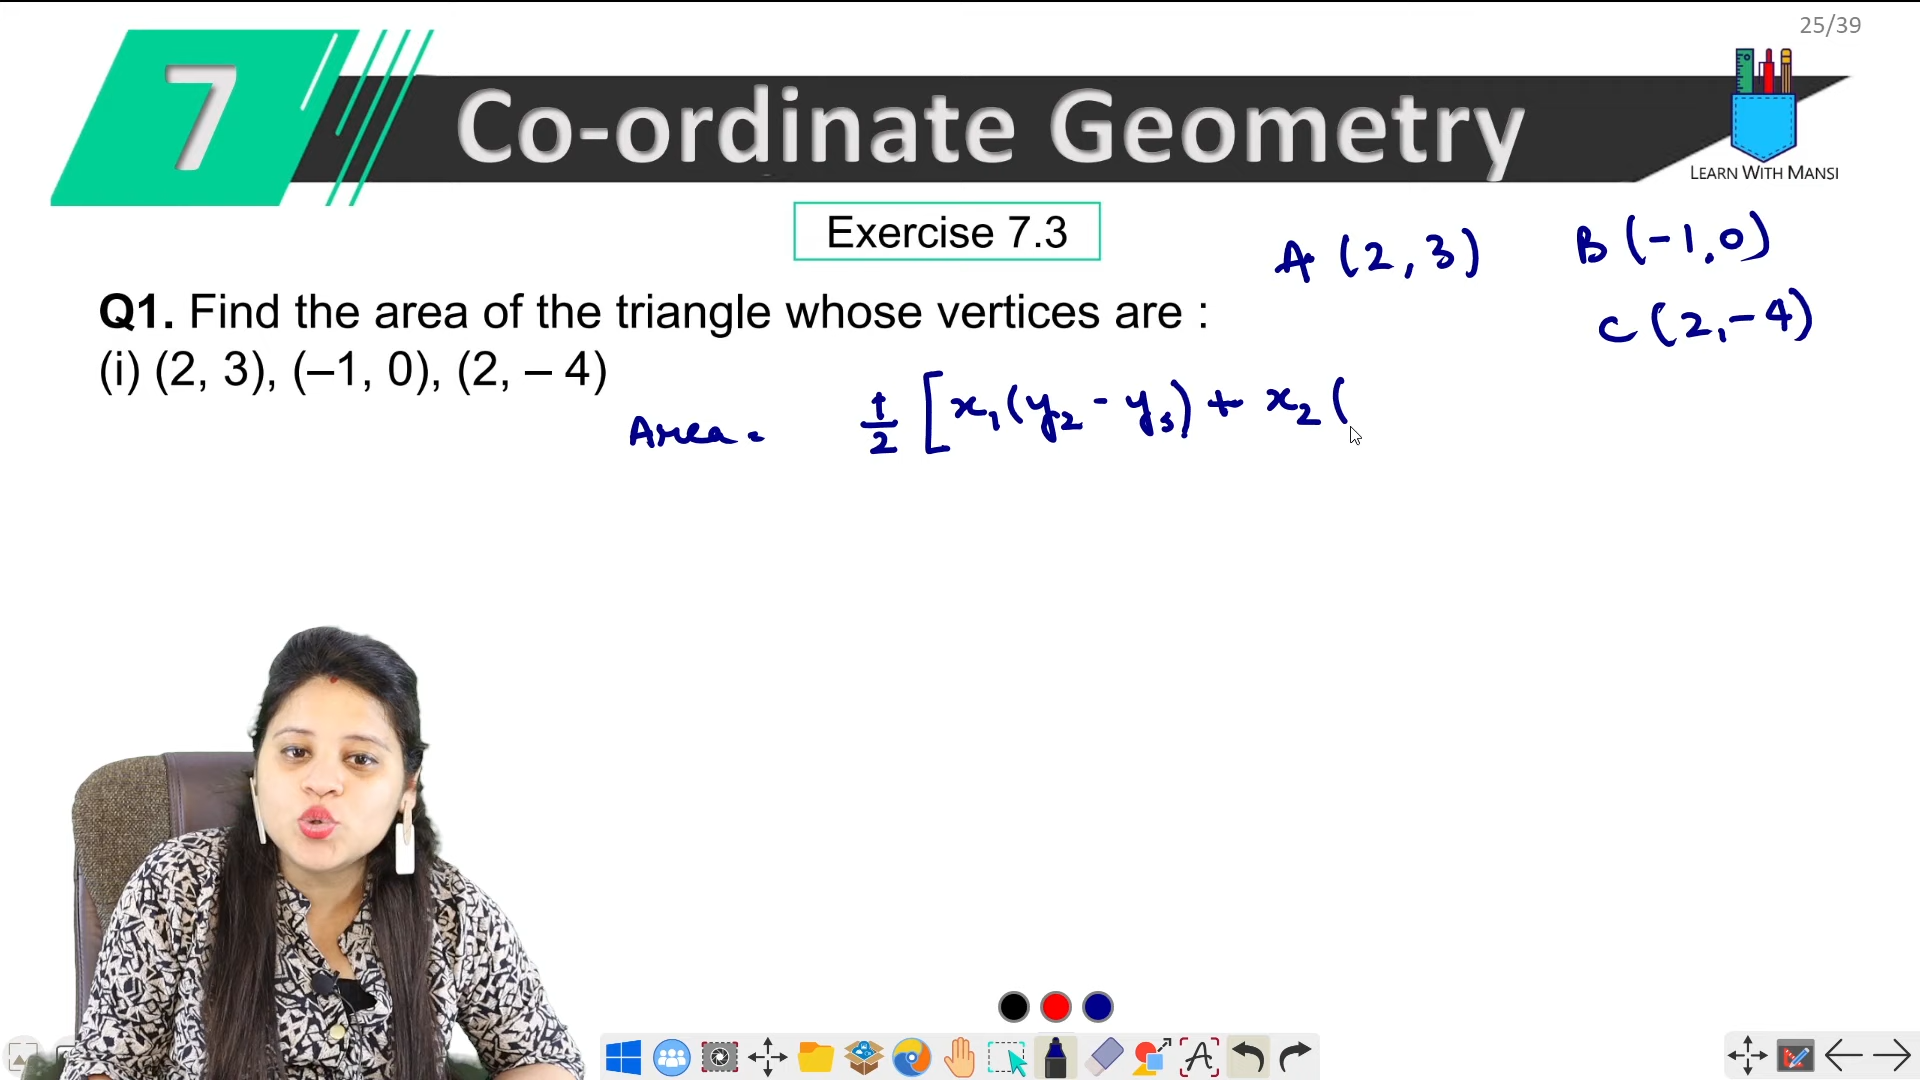 25/39
7 Co-ordinate Geometry
LEARN WITH MANSI
Exercise 7.3
A (2, 3) B (-1, 0)
C (2, -4)
Q1. Find the area of the triangle whose vertices are :
(i) (2, 3), (–1, 0), (2, – 4)
Area = 1/2 [x₁(y₂ - y₃) + x₂(